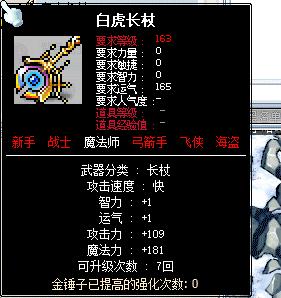 白虎长杖
要求等级: 163
要求力量: 0
要求敏捷: 0
要求智力: 0
要求运气: 165
要求人气度: -
道具等级: -
道具经验值: -
新手 战士 魔法师 弓箭手 飞侠 海盗
武器分类 : 长杖
攻击速度 : 快
智力 : +1
运气 : +1
攻击力 : +109
魔法力 : +181
可升级次数 : 7回
金锤子已提高的强化次数: 0